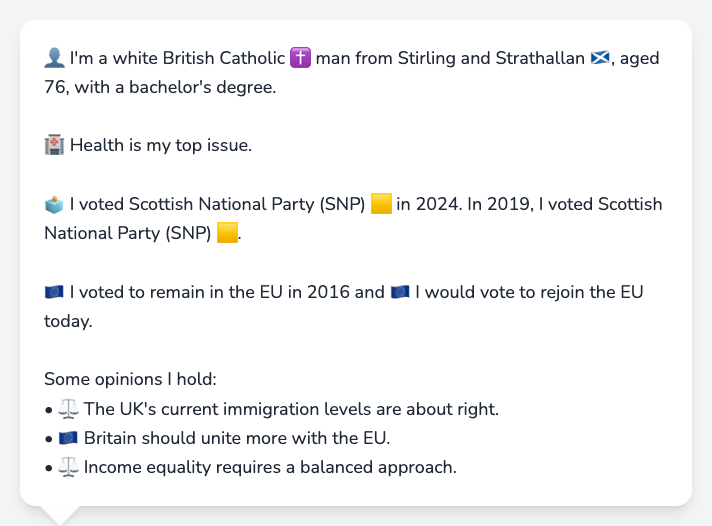 👤 I'm a white British Catholic ✝️ man from Stirling and Strathallan 🏴󠁧󠁢󠁳󠁣󠁴󠁿, aged
76, with a bachelor's degree.
🏥 Health is my top issue.
🗳️ I voted Scottish National Party (SNP) 🟨 in 2024. In 2019, I voted Scottish
National Party (SNP) 🟨.
🇪🇺 I voted to remain in the EU in 2016 and 🇪🇺 I would vote to rejoin the EU
today.
Some opinions I hold:
• ⚖️ The UK's current immigration levels are about right.
• 🇪🇺 Britain should unite more with the EU.
• ⚖️ Income equality requires a balanced approach.